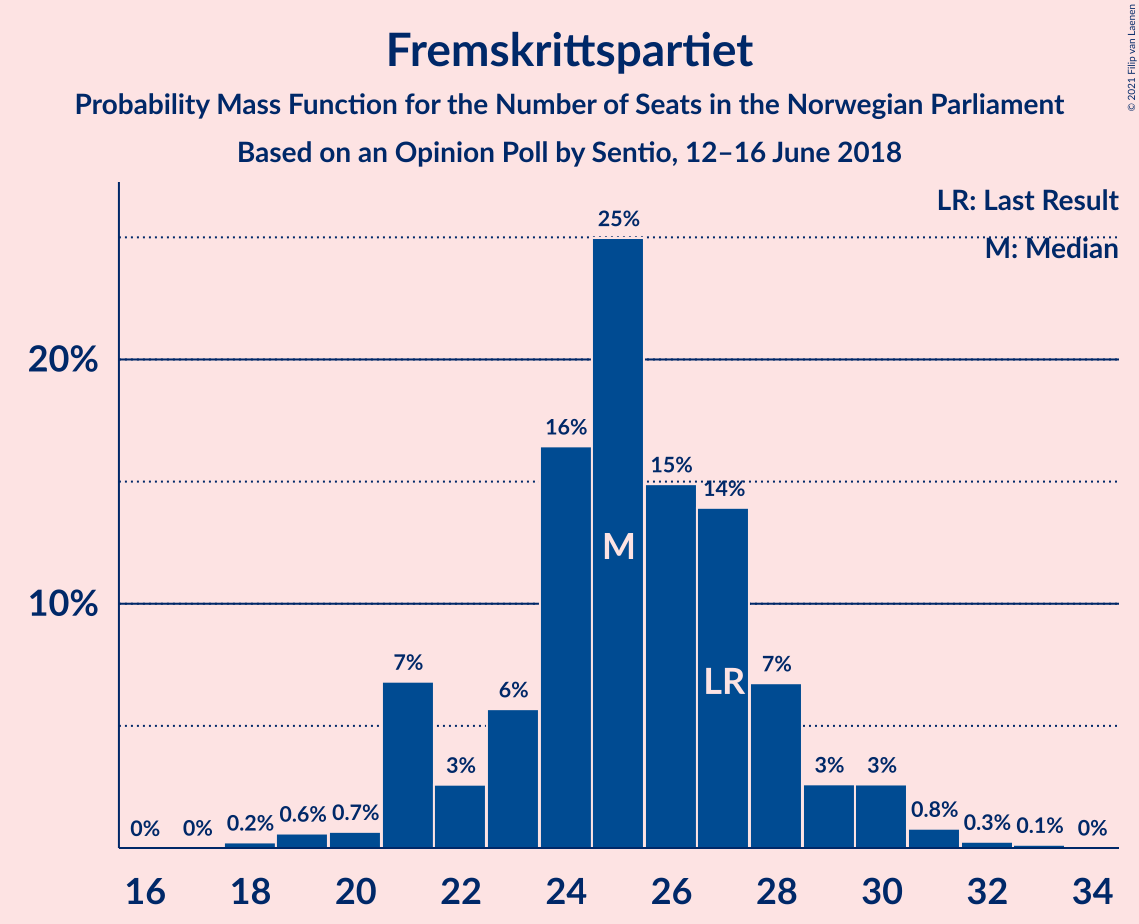 Fremskrittspartiet
Probability Mass Function for the Number of Seats in the Norwegian Parliament
Based on an Opinion Poll by Sentio, 12–16 June 2018
© 2021 Filip van Laenen
LR: Last Result
M: Median
25%
20%
16%
15%
14%
M
10%
7%
6%
LR
7%
3%
3%
3%
0% 0% 0.2% 0.6% 0.7% 0.8% 0.3% 0.1% 0%
16 18 20 22 24 26 28 30 32 34